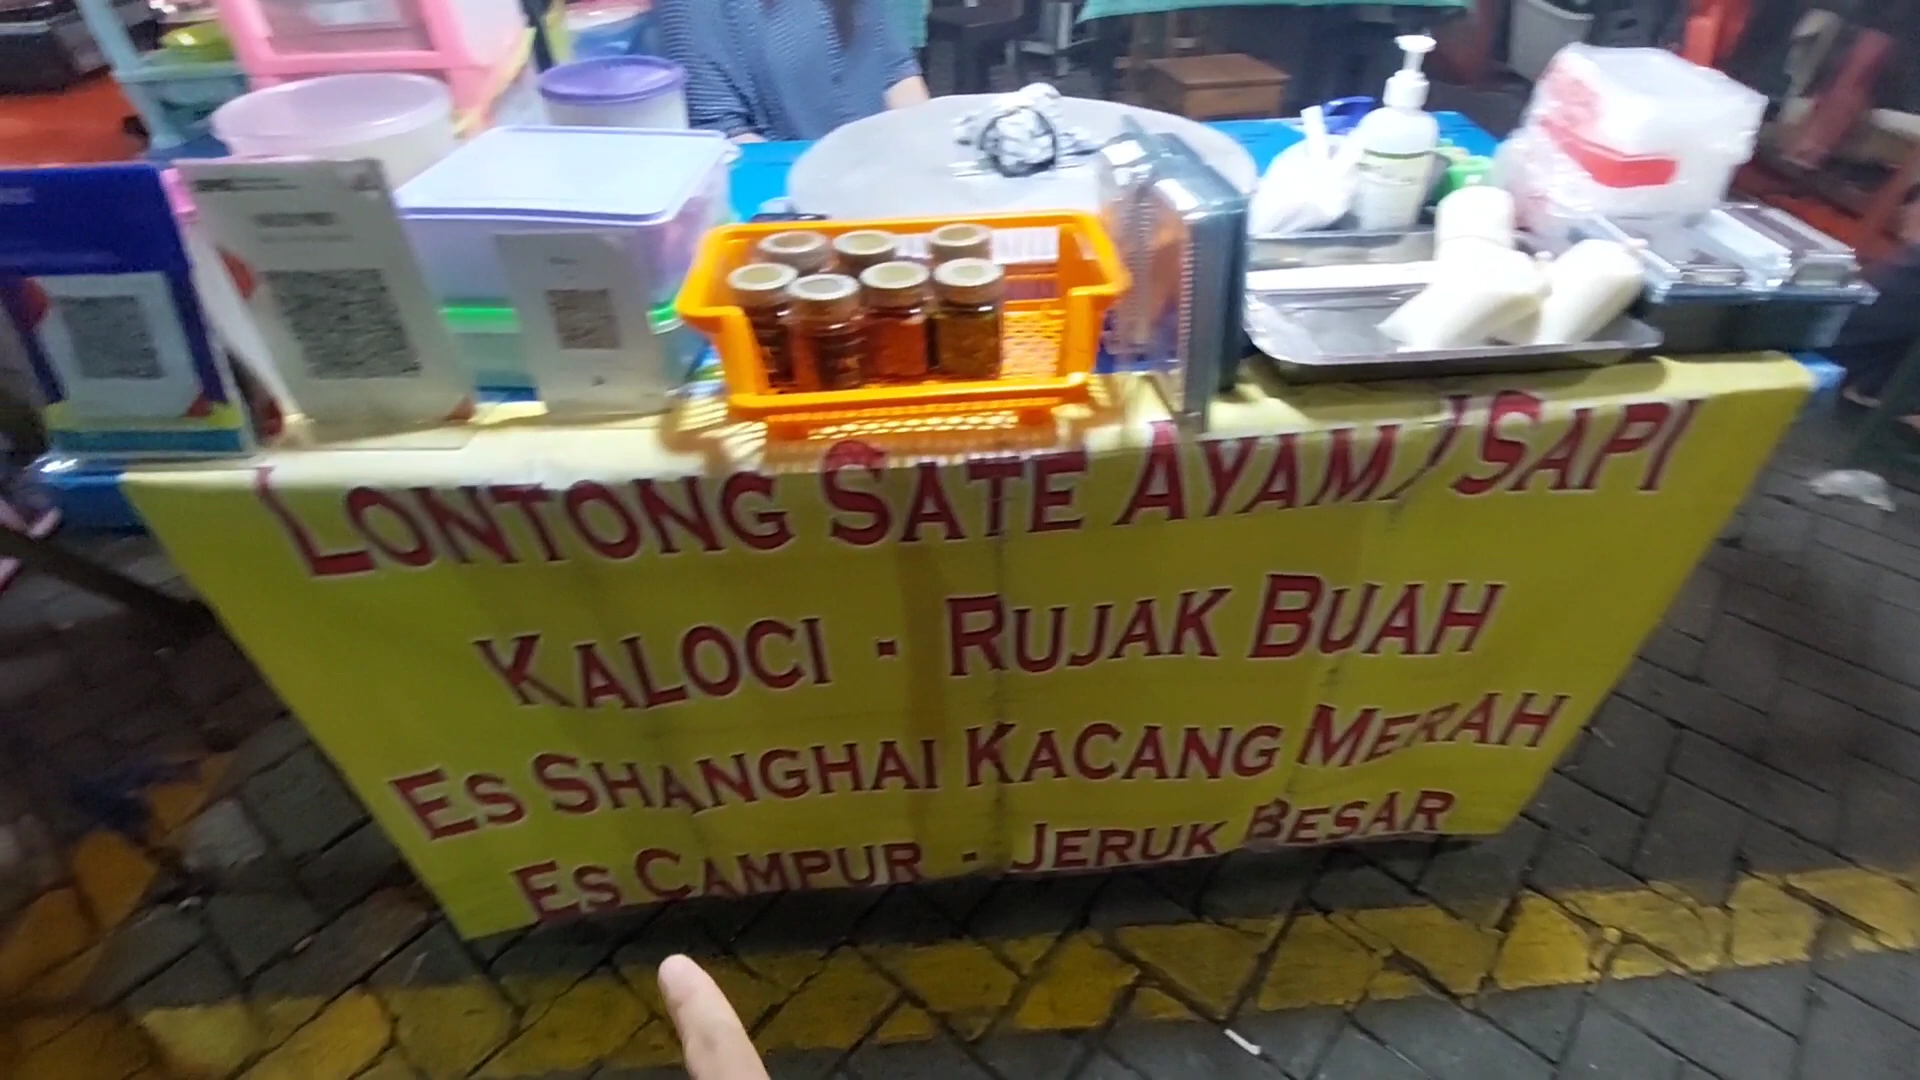 LONTONG SATE AYAM / SAPI
KALOCI - RUJAK BUAH
ES SHANGHAI KACANG MERAH
ES CAMPUR - JERUK BESAR